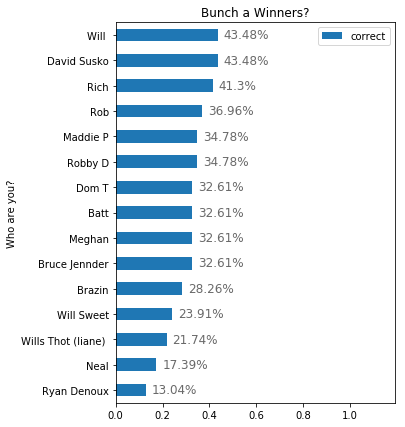 Bunch a Winners?
correct
Who are you?
Will 43.48%
David Susko 43.48%
Rich 41.3%
Rob 36.96%
Maddie P 34.78%
Robby D 34.78%
Dom T 32.61%
Batt 32.61%
Meghan 32.61%
Bruce Jennder 32.61%
Brazin 28.26%
Will Sweet 23.91%
Wills Thot (liane) 21.74%
Neal 17.39%
Ryan Denoux 13.04%
0.0 0.2 0.4 0.6 0.8 1.0